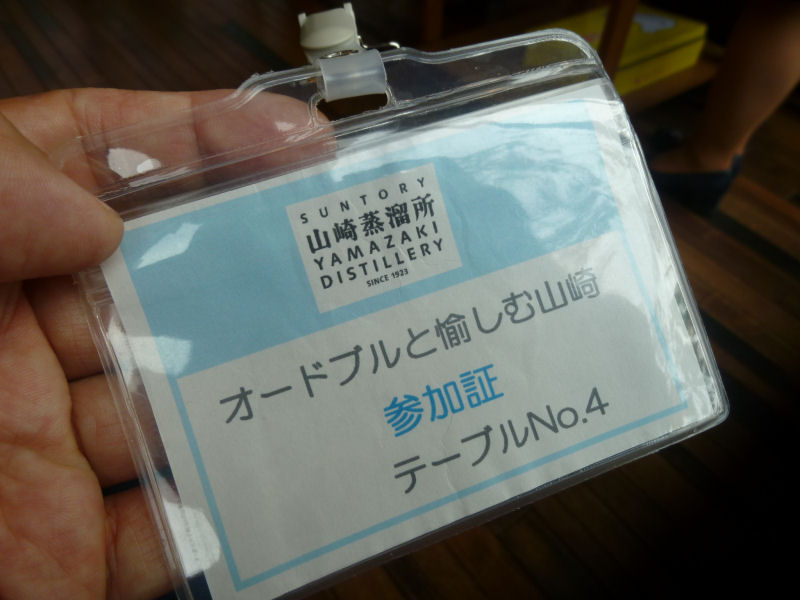 SUNTORY
山崎蒸溜所
YAMAZAKI
DISTILLERY
SINCE 1923
オードブルと愉しむ山崎
参加証
テーブルNo.4